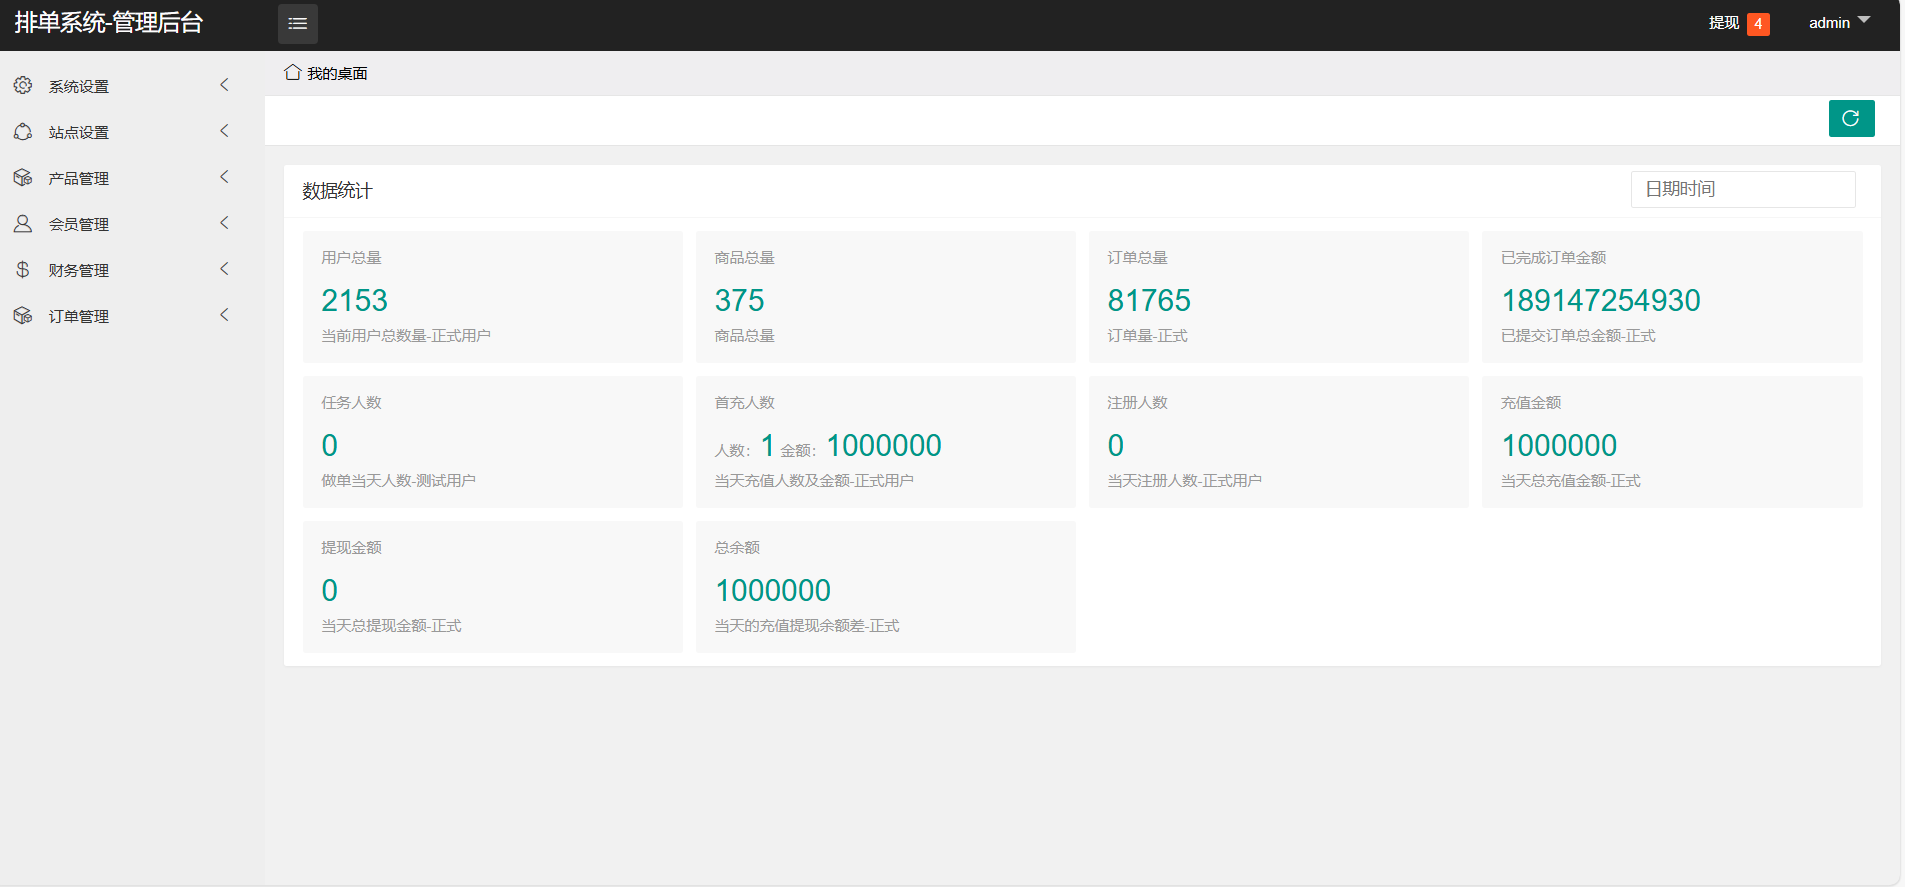 排单系统-管理后台
提现 4
admin
系统设置
站点设置
产品管理
会员管理
财务管理
订单管理
我的桌面
数据统计
日期时间
用户总量
2153
当前用户总数量-正式用户
商品总量
375
商品总量
订单总量
81765
订单量-正式
已完成订单金额
189147254930
已提交订单总金额-正式
任务人数
0
做单当天人数-测试用户
首充人数
人数：1 金额：1000000
当天充值人数及金额-正式用户
注册人数
0
当天注册人数-正式用户
充值金额
1000000
当天总充值金额-正式
提现金额
0
当天总提现金额-正式
总余额
1000000
当天的充值提现余额差-正式